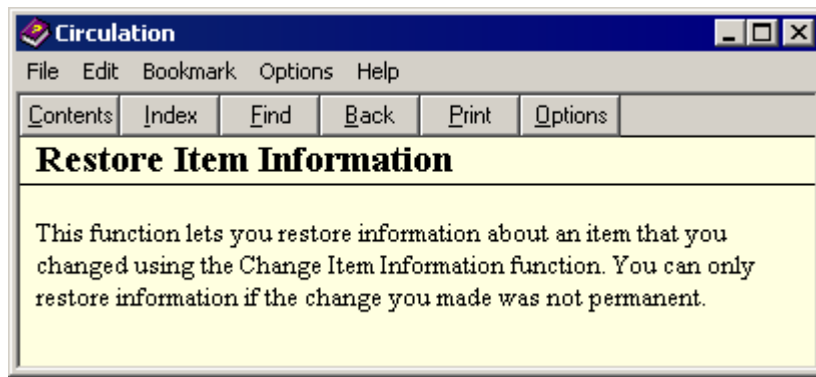 Circulation
File Edit Bookmark Options Help
Contents Index Find Back Print Options
Restore Item Information
This function lets you restore information about an item that you
changed using the Change Item Information function. You can only
restore information if the change you made was not permanent.